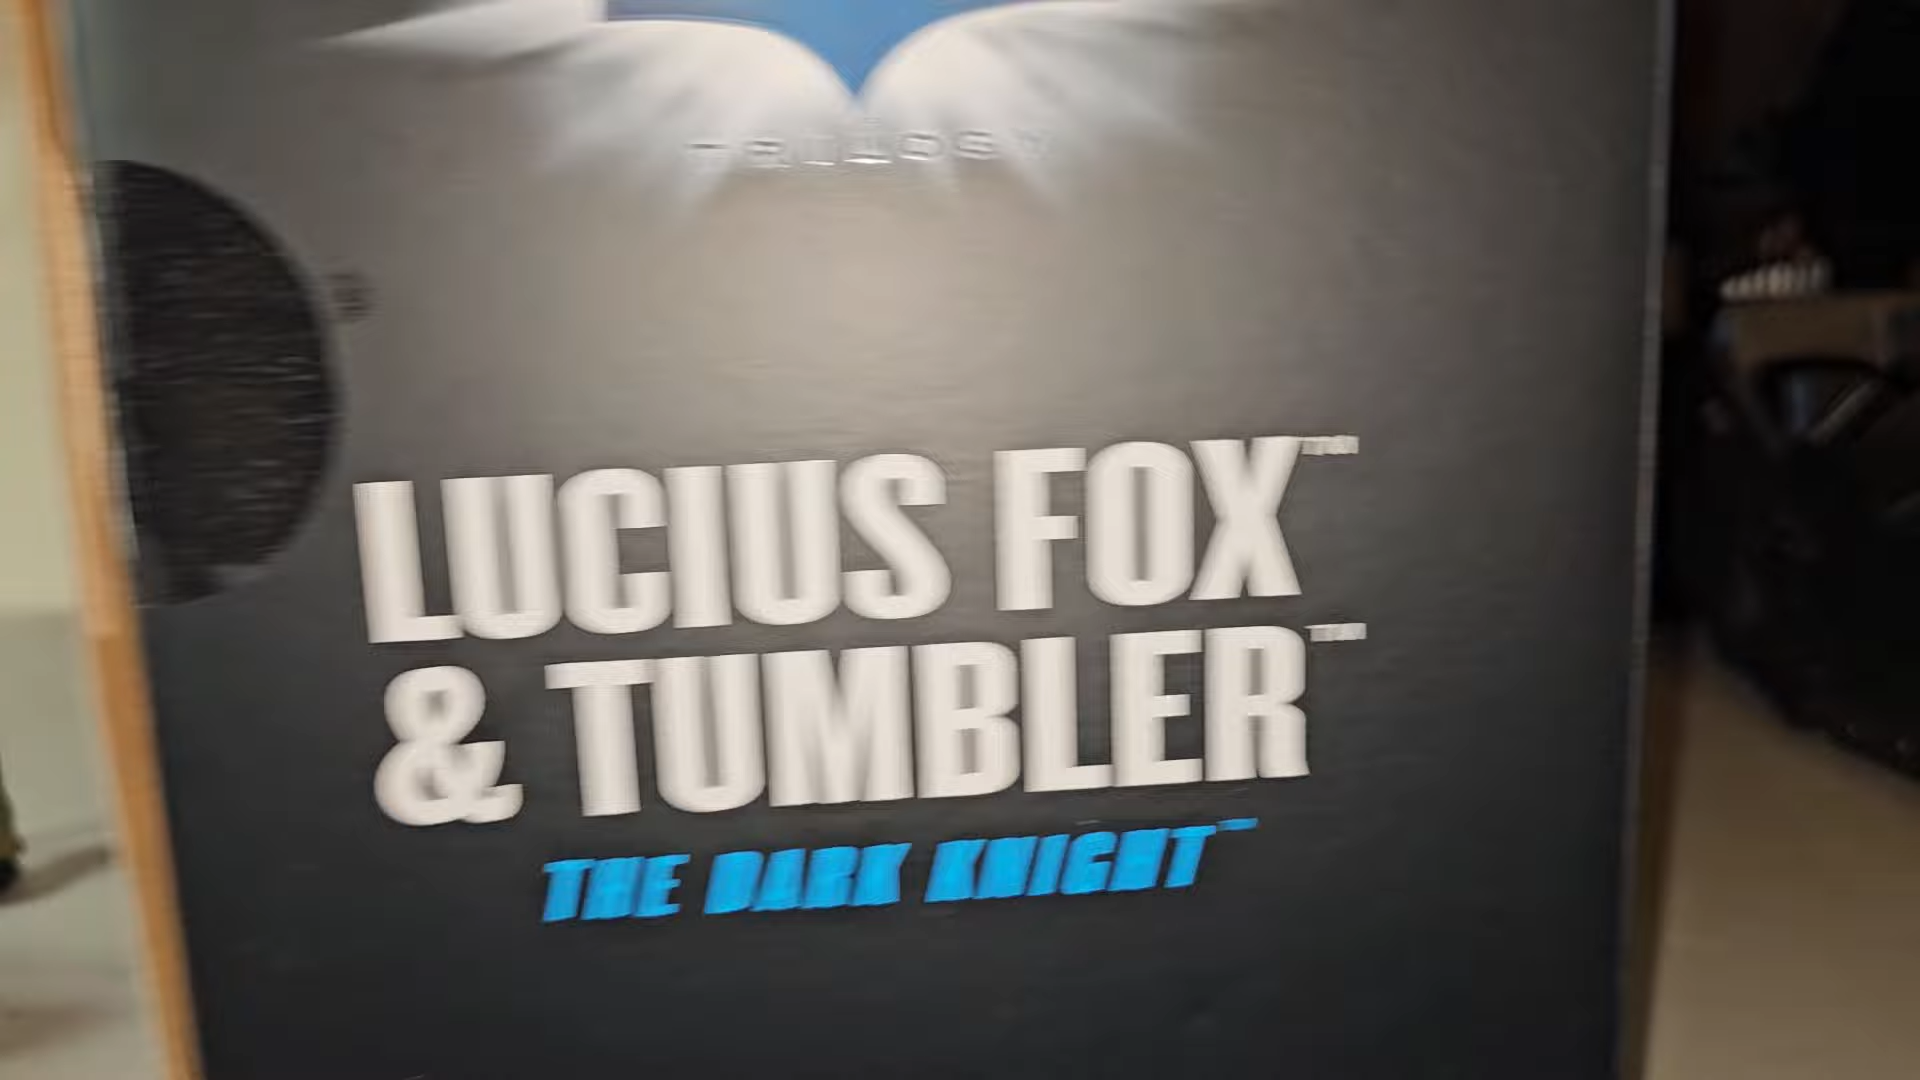 TRILOGY
LUCIUS FOX™
& TUMBLER™
THE DARK KNIGHT™